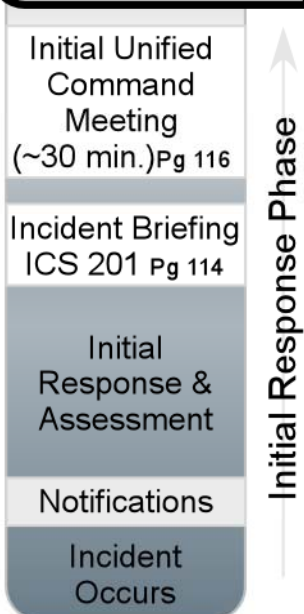 Initial Unified
Command
Meeting
(~30 min.)Pg 116
Incident Briefing
ICS 201 Pg 114
Initial
Response &
Assessment
Notifications
Incident
Occurs
Initial Response Phase